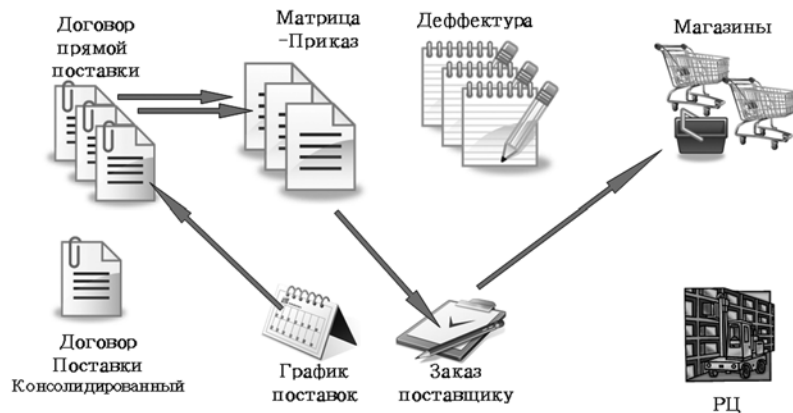 Договор
прямой
поставки
Матрица
-Приказ
Деффектура
Магазины
Договор
Поставки
Консолидированный
График
поставок
Заказ
поставщику
РЦ